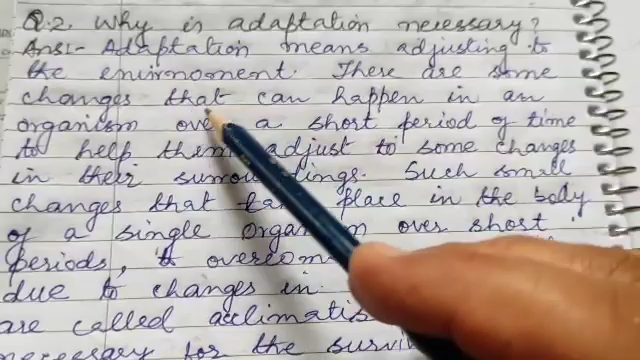 Q.2. Why is adaptation necessary?
Ans:- Adaptation means adjusting to
the environment. There are some
changes that can happen in an
organism over a short period of time
to help them adjust to some changes
in their surroundings. Such small
changes that take place in the body
of a single organism over short
periods, to overcome
due to changes in
are called
necessary for the